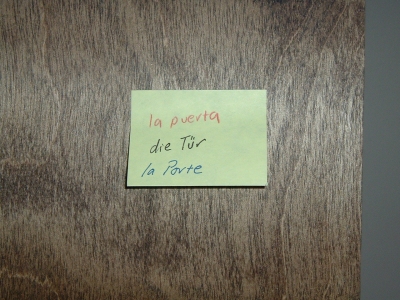 la puerta
die Tür
la Porte